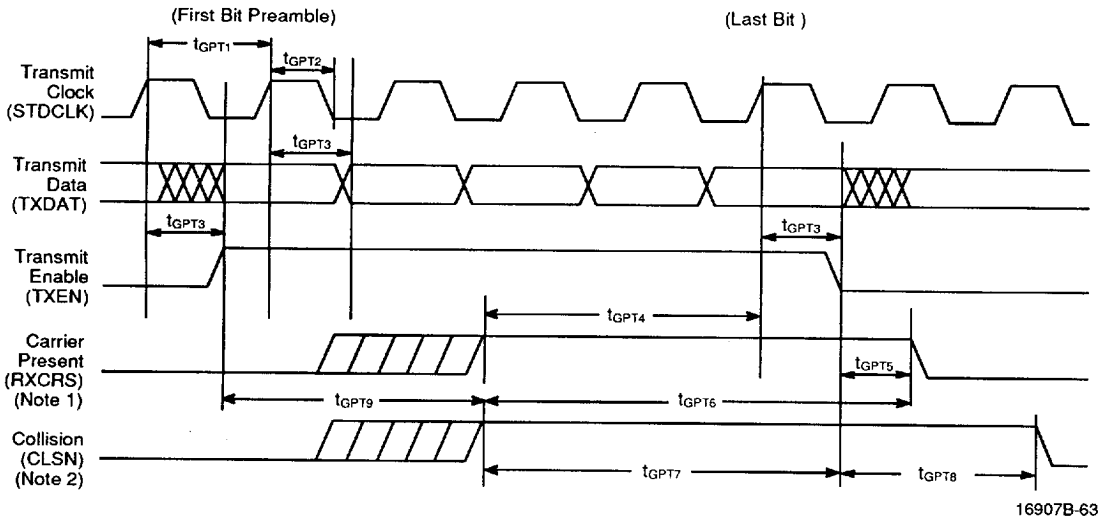 (First Bit Preamble)
(Last Bit )
tGPT1
tGPT2
Transmit
Clock
(STDCLK)
tGPT3
Transmit
Data
(TXDAT)
tGPT3
tGPT3
Transmit
Enable
(TXEN)
tGPT4
Carrier
Present
(RXCRS)
(Note 1)
tGPT5
tGPT9
tGPT6
Collision
(CLSN)
(Note 2)
tGPT7
tGPT8
16907B-63